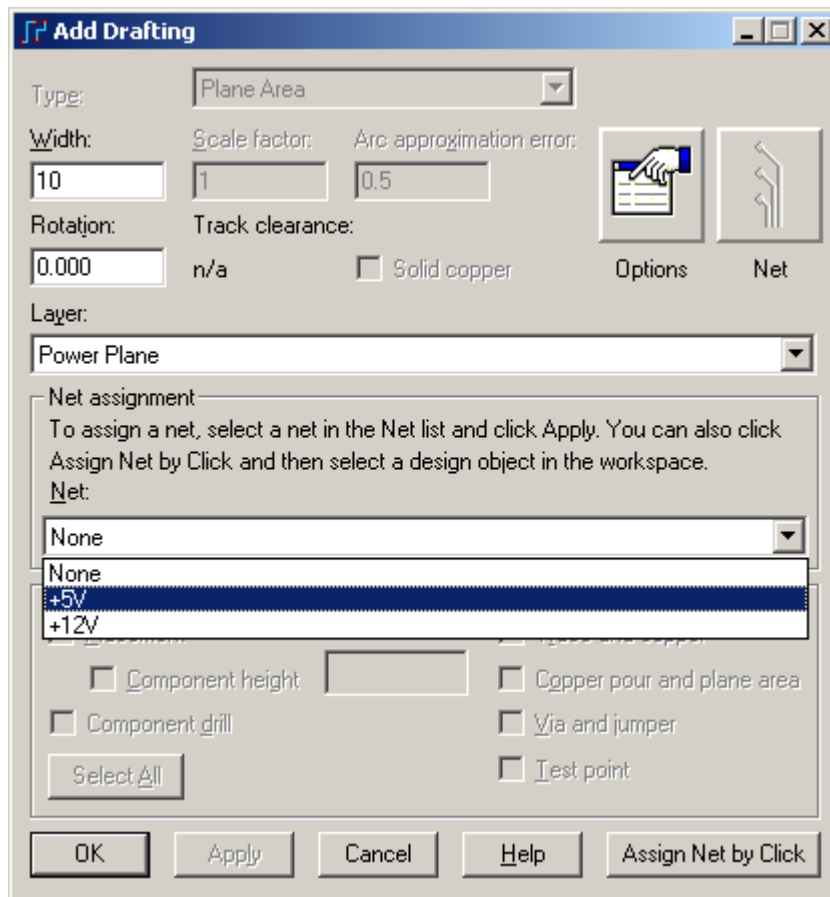 Add Drafting
Type:
Plane Area
Width:
Scale factor:
Arc approximation error:
10
1
0.5
Rotation:
Track clearance:
0.000
n/a
Solid copper
Options
Net
Layer:
Power Plane
Net assignment
To assign a net, select a net in the Net list and click Apply. You can also click
Assign Net by Click and then select a design object in the workspace.
Net:
None
None
+5V
+12V
Component height
Copper pour and plane area
Component drill
Via and jumper
Select All
Test point
OK
Apply
Cancel
Help
Assign Net by Click